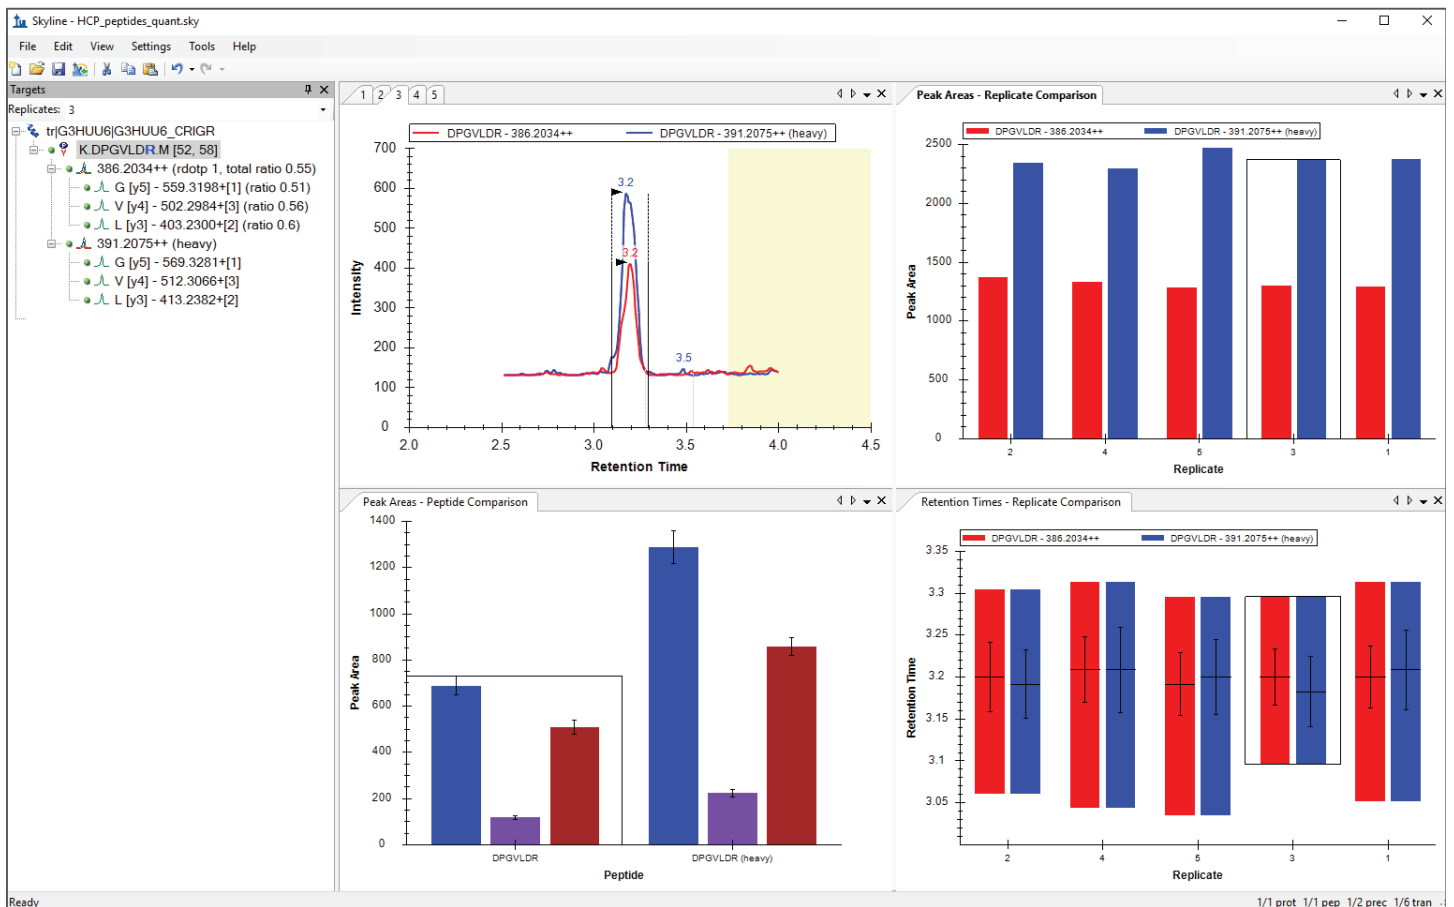 Skyline - HCP_peptides_quant.sky
File Edit View Settings Tools Help
Targets
Replicates: 3
tr|G3HUU6|G3HUU6_CRIGR
K.DPGVLDR.M [52, 58]
386.2034++ (rdotp 1, total ratio 0.55)
G [y5] - 559.3198+[1] (ratio 0.51)
V [y4] - 502.2984+[3] (ratio 0.56)
L [y3] - 403.2300+[2] (ratio 0.6)
391.2075++ (heavy)
G [y5] - 569.3281+[1]
V [y4] - 512.3066+[3]
L [y3] - 413.2382+[2]
1 2 3 4 5
DPGVLDR - 386.2034++ DPGVLDR - 391.2075++ (heavy)
700
600
500
400
300
200
100
0
Intensity
3.2
3.2
3.5
2.0 2.5 3.0 3.5 4.0 4.5
Retention Time
Peak Areas - Replicate Comparison
DPGVLDR - 386.2034++ DPGVLDR - 391.2075++ (heavy)
2500
2000
1500
1000
500
0
Peak Area
2 4 5 3 1
Replicate
Peak Areas - Peptide Comparison
1400
1200
1000
800
600
400
200
0
Peak Area
DPGVLDR DPGVLDR (heavy)
Peptide
Retention Times - Replicate Comparison
DPGVLDR - 386.2034++ DPGVLDR - 391.2075++ (heavy)
3.35
3.3
3.25
3.2
3.15
3.1
3.05
Retention Time
2 4 5 3 1
Replicate
Ready
1/1 prot 1/1 pep 1/2 prec 1/6 tran